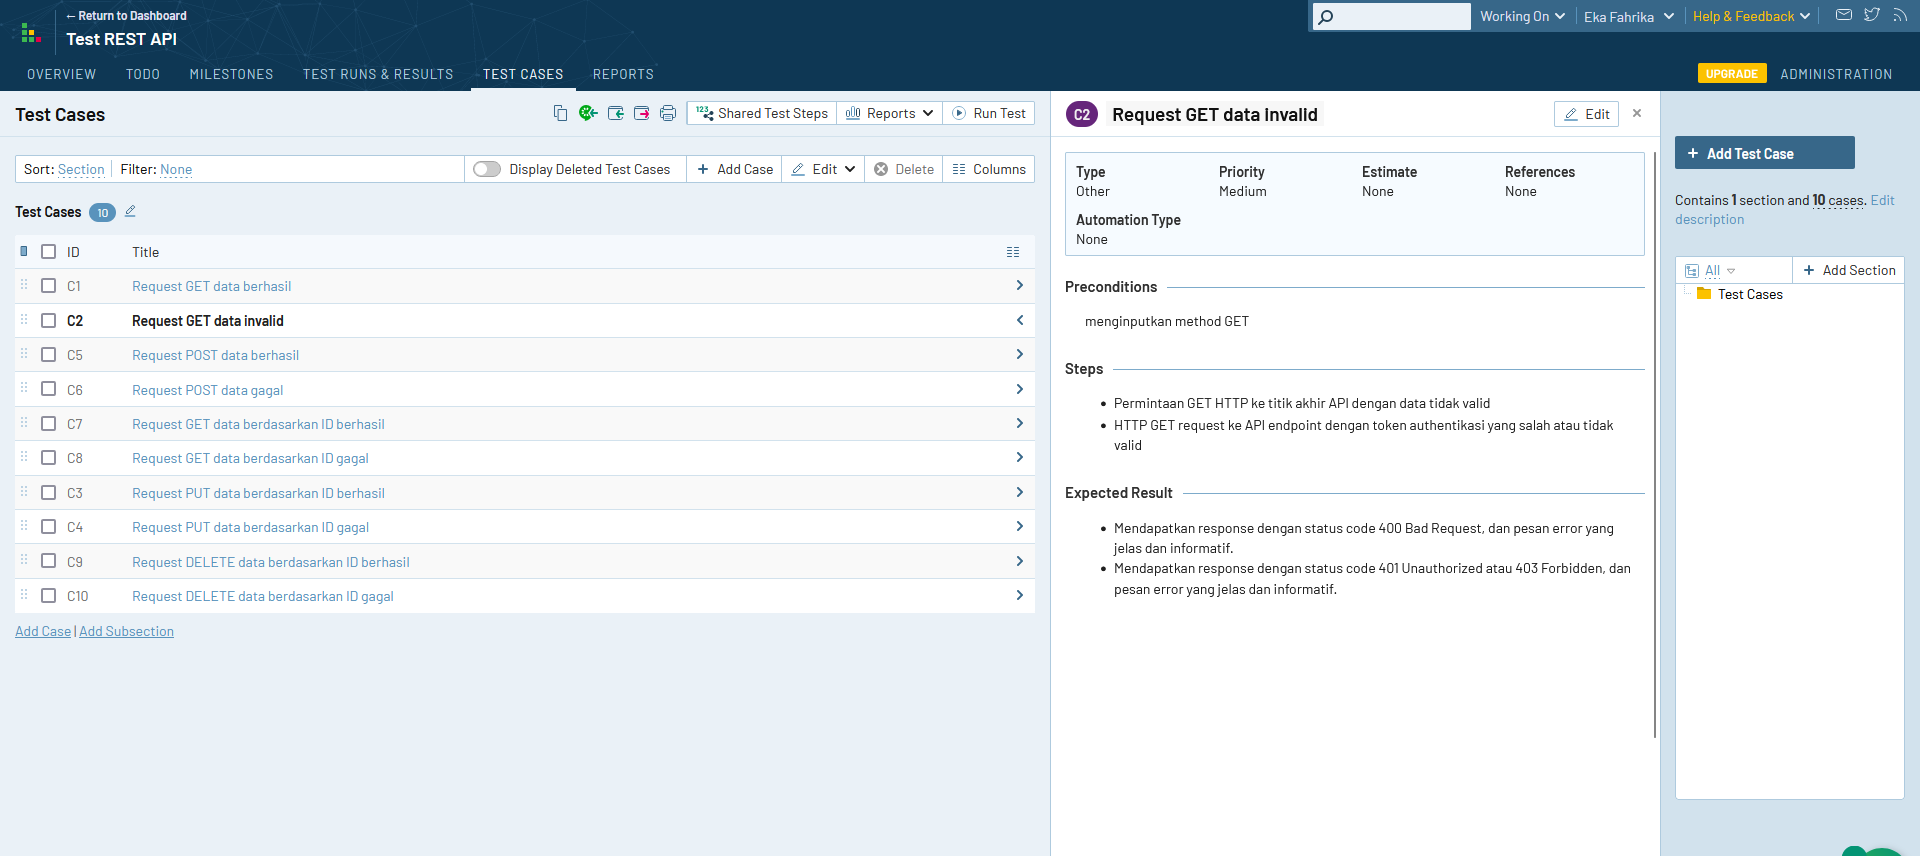 ← Return to Dashboard
Test REST API
Working On
Eka Fahrika
Help & Feedback
OVERVIEW TODO MILESTONES TEST RUNS & RESULTS TEST CASES REPORTS
UPGRADE ADMINISTRATION
Test Cases
123 Shared Test Steps Reports Run Test
Sort: Section Filter: None
Display Deleted Test Cases + Add Case Edit Delete Columns
Test Cases 10
ID Title
C1 Request GET data berhasil
C2 Request GET data invalid
C5 Request POST data berhasil
C6 Request POST data gagal
C7 Request GET data berdasarkan ID berhasil
C8 Request GET data berdasarkan ID gagal
C3 Request PUT data berdasarkan ID berhasil
C4 Request PUT data berdasarkan ID gagal
C9 Request DELETE data berdasarkan ID berhasil
C10 Request DELETE data berdasarkan ID gagal
Add Case | Add Subsection
C2 Request GET data invalid
Edit ×
Type Priority Estimate References
Other Medium None None
Automation Type
None
Preconditions
menginputkan method GET
Steps
• Permintaan GET HTTP ke titik akhir API dengan data tidak valid
• HTTP GET request ke API endpoint dengan token authentikasi yang salah atau tidak
valid
Expected Result
• Mendapatkan response dengan status code 400 Bad Request, dan pesan error yang
jelas dan informatif.
• Mendapatkan response dengan status code 401 Unauthorized atau 403 Forbidden, dan
pesan error yang jelas dan informatif.
+ Add Test Case
Contains 1 section and 10 cases. Edit
description
All + Add Section
Test Cases